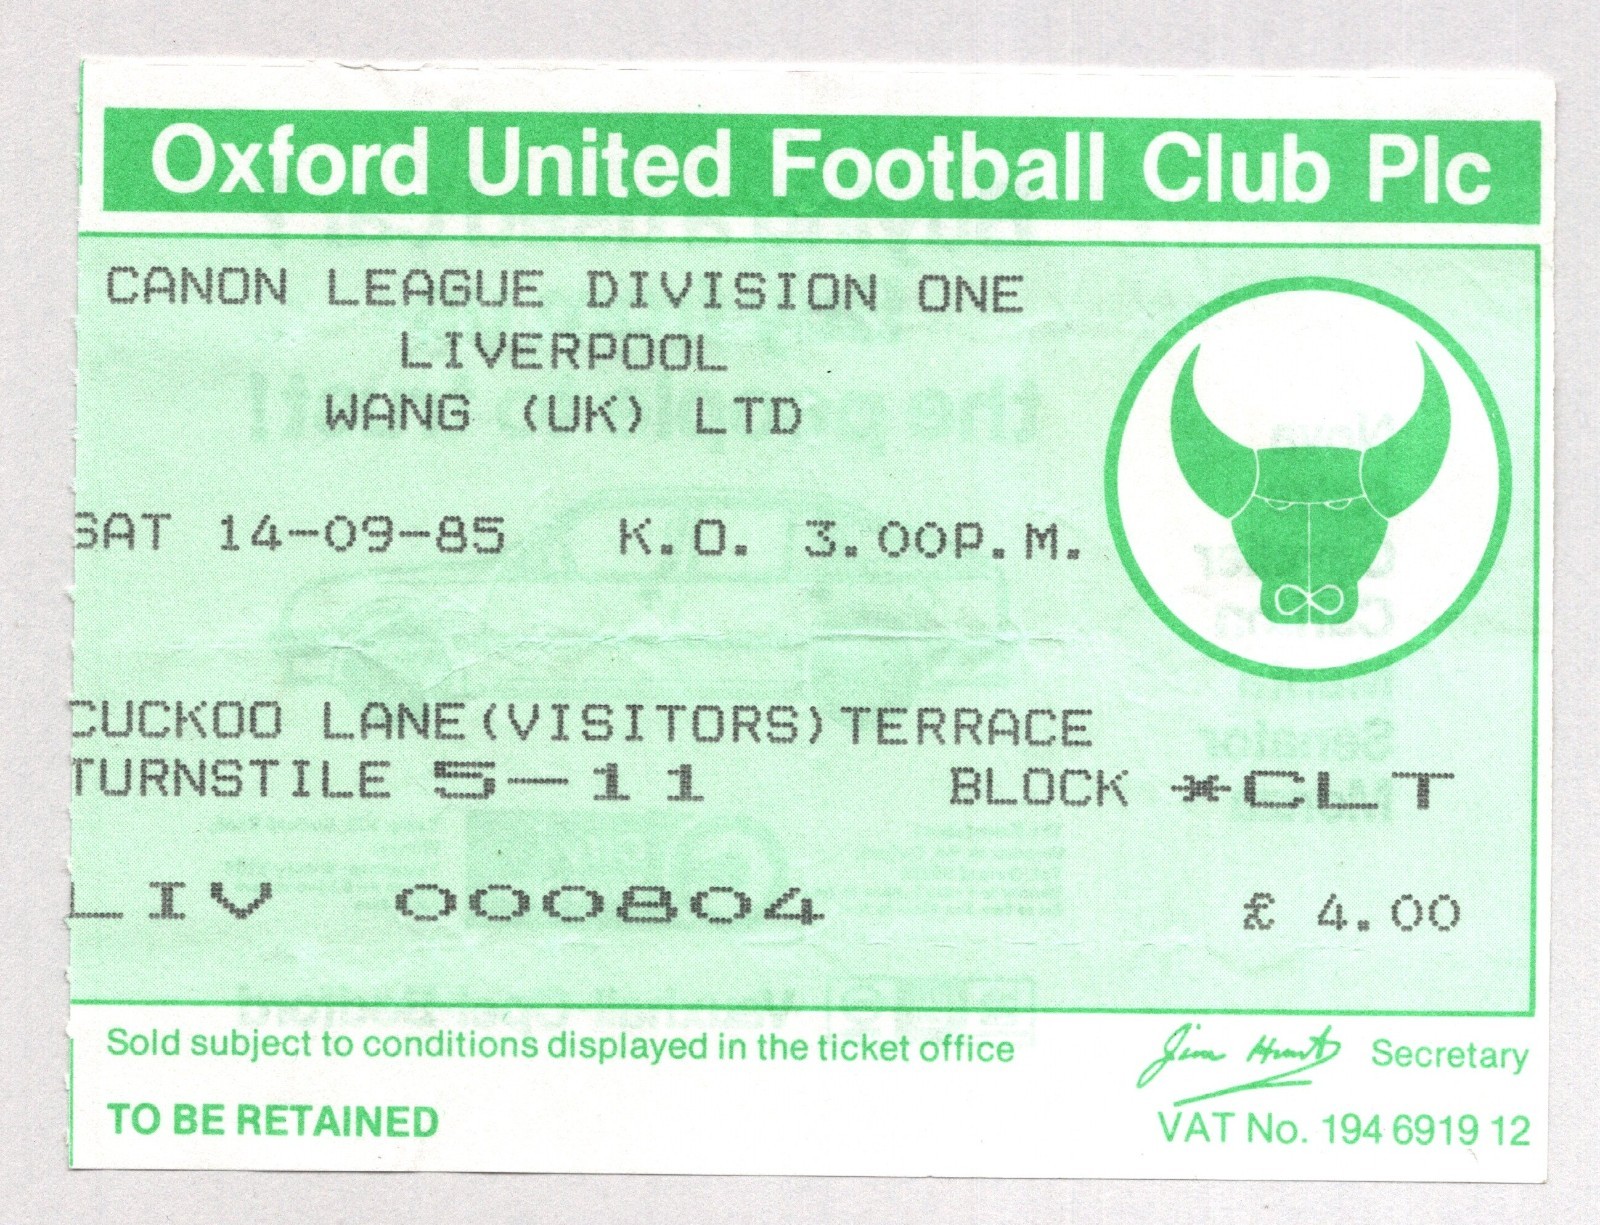 Oxford United Football Club Plc
CANON LEAGUE DIVISION ONE
LIVERPOOL
WANG (UK) LTD
SAT 14-09-85 K.O. 3.00P.M.
CUCKOO LANE(VISITORS)TERRACE
TURNSTILE 5-11 BLOCK *CLT
LIV 000804 £ 4.00
Sold subject to conditions displayed in the ticket office
Jim Hunt Secretary
TO BE RETAINED
VAT No. 194 6919 12